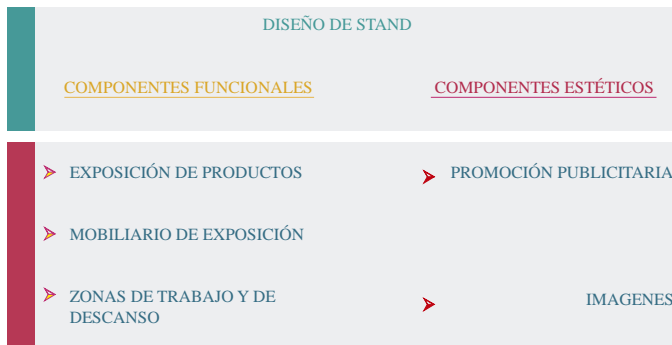 DISEÑO DE STAND
COMPONENTES FUNCIONALES
COMPONENTES ESTÉTICOS
EXPOSICIÓN DE PRODUCTOS
MOBILIARIO DE EXPOSICIÓN
ZONAS DE TRABAJO Y DE
DESCANSO
PROMOCIÓN PUBLICITARIA
IMAGENES